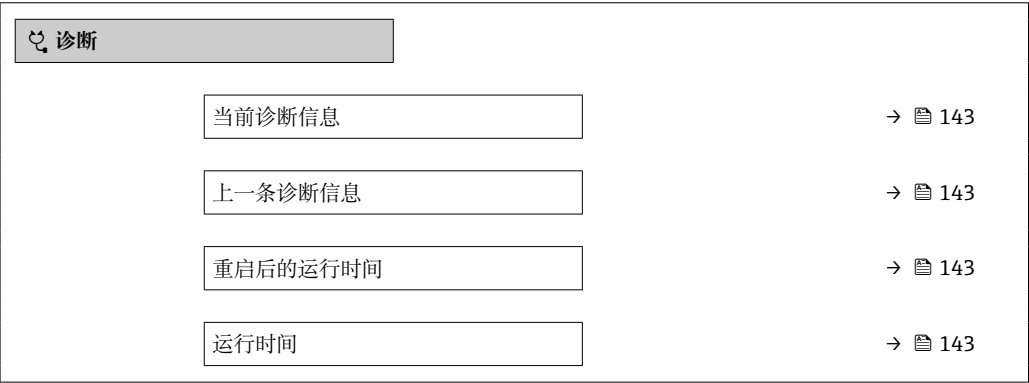 诊断
当前诊断信息 → 143
上一条诊断信息 → 143
重启后的运行时间 → 143
运行时间 → 143